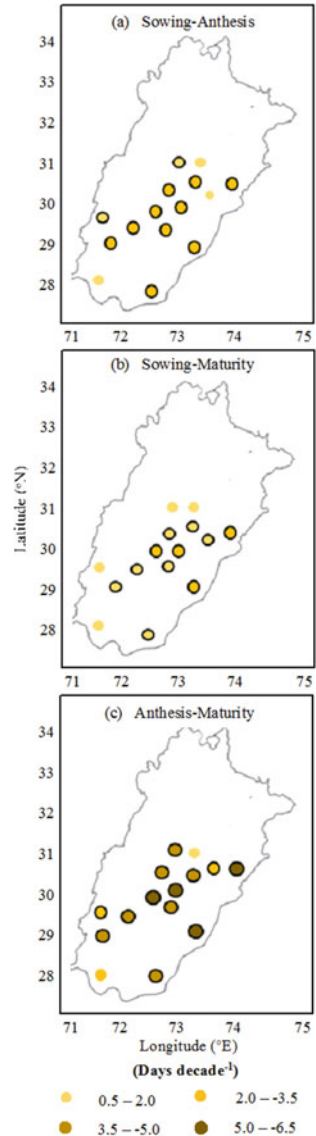 (a) Sowing-Anthesis
34
33
32
31
30
29
28
71 72 73 74 75
(b) Sowing-Maturity
34
33
32
31
30
29
28
71 72 73 74 75
Latitude (°N)
(c) Anthesis-Maturity
34
33
32
31
30
29
28
71 72 73 74 75
Longitude (°E)
(Days decade⁻¹)
0.5 – 2.0 2.0 – -3.5
3.5 – -5.0 5.0 – -6.5